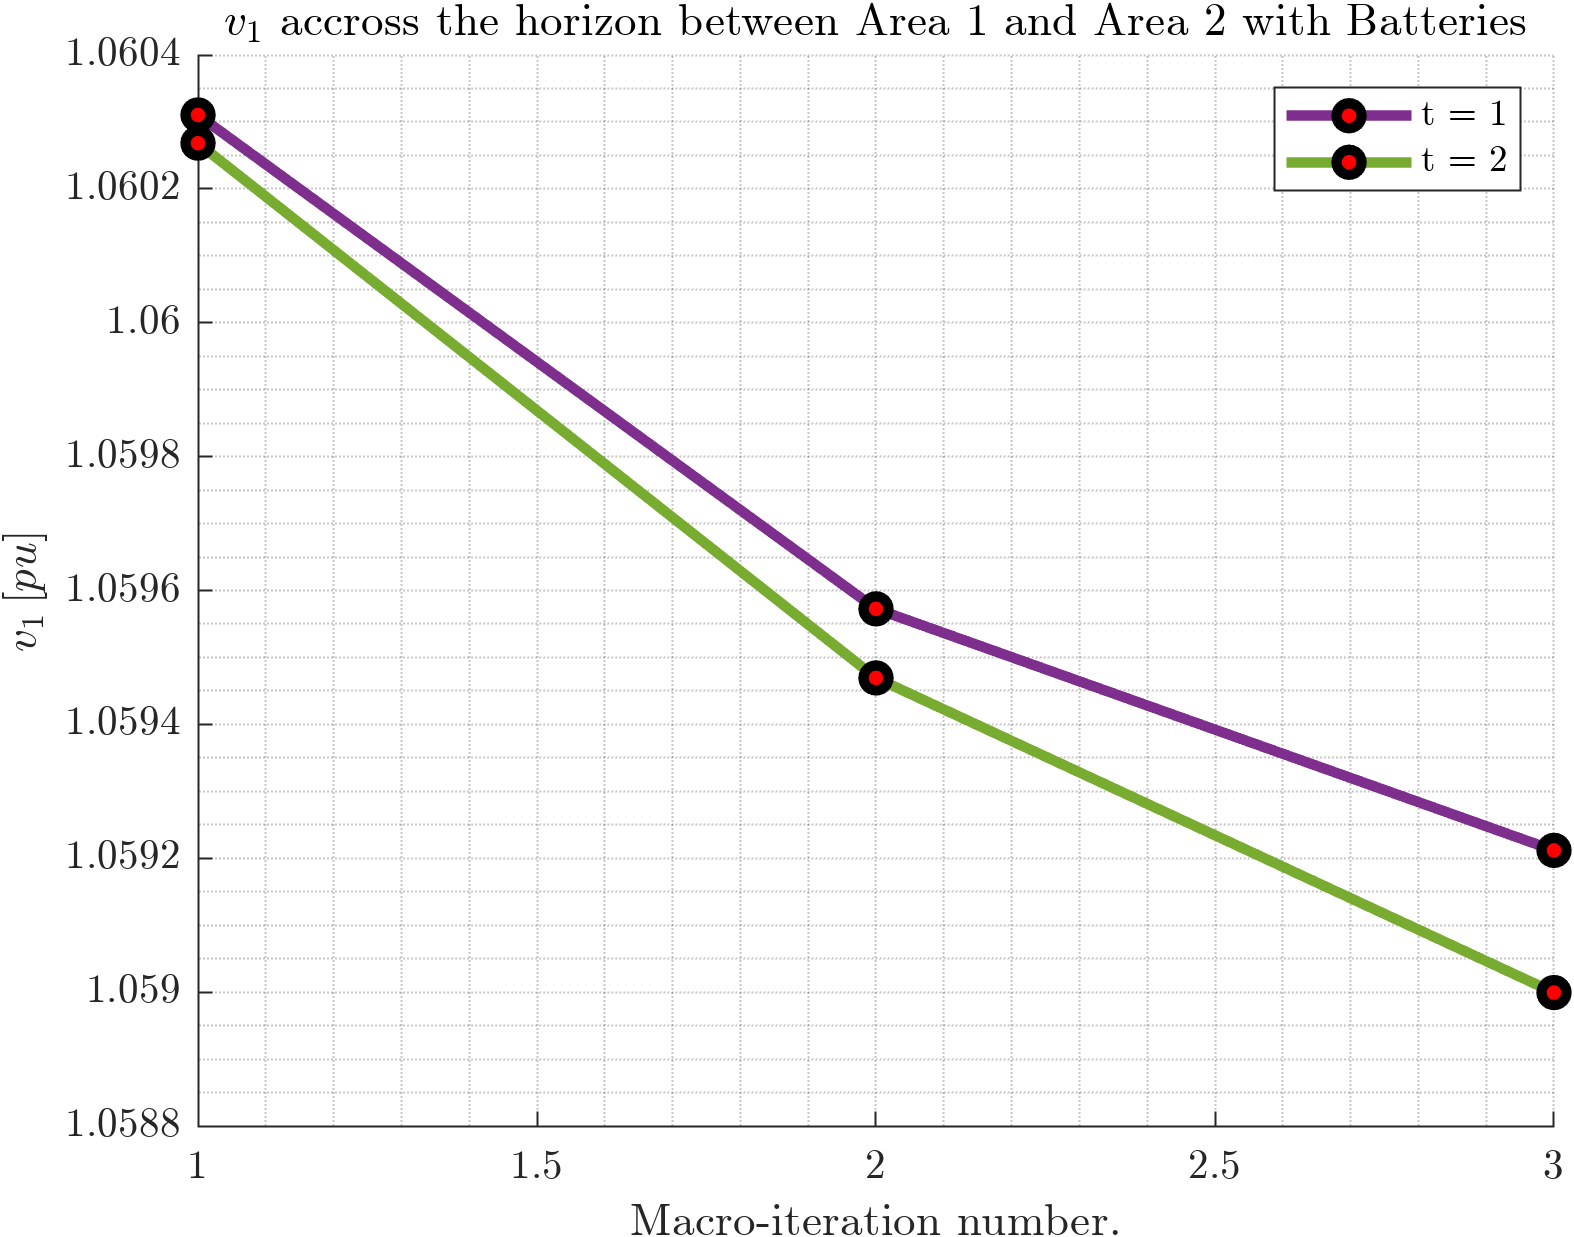 v₁ accross the horizon between Area 1 and Area 2 with Batteries
1.0604
1.0602
1.06
1.0598
1.0596
1.0594
1.0592
1.059
1.0588
v₁ [pu]
t = 1
t = 2
1
1.5
2
2.5
3
Macro-iteration number.